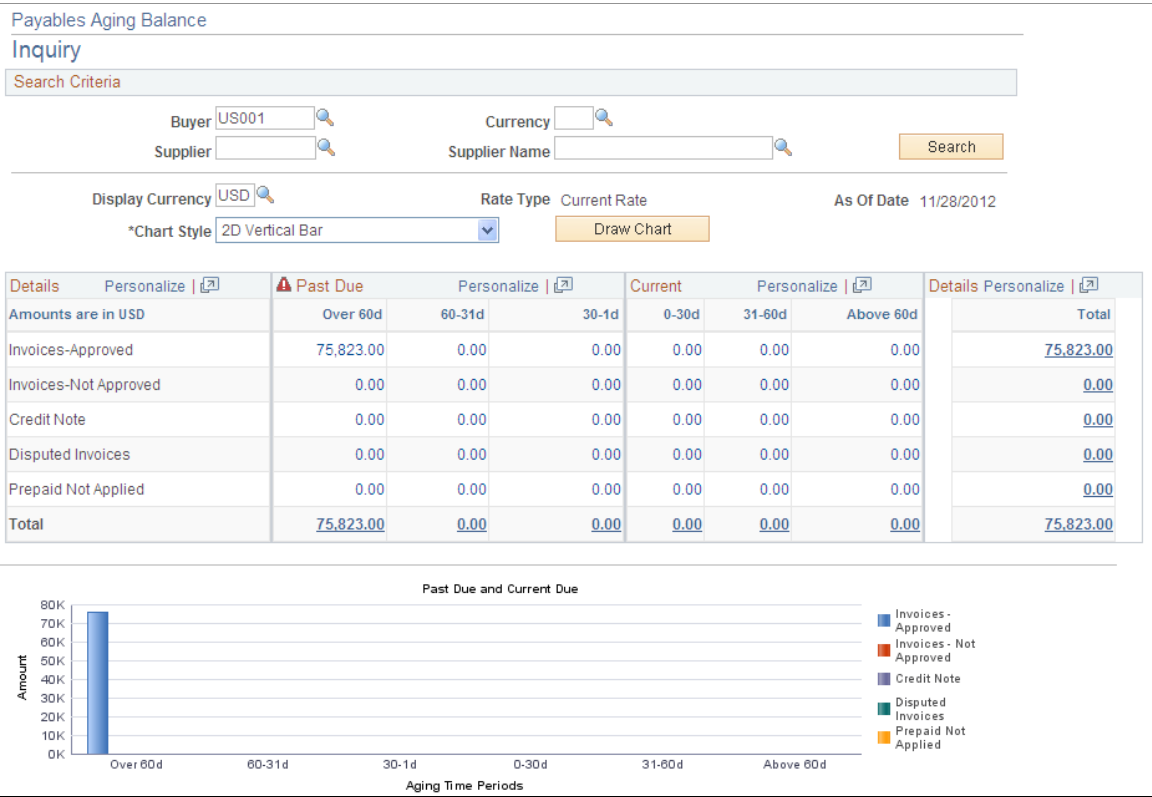 Payables Aging Balance
Inquiry
Search Criteria
Buyer US001 Currency
Supplier Supplier Name Search
Display Currency USD Rate Type Current Rate As Of Date 11/28/2012
*Chart Style 2D Vertical Bar Draw Chart
Details Personalize | Past Due Personalize | Current Personalize | Details Personalize |
Amounts are in USD Over 60d 60-31d 30-1d 0-30d 31-60d Above 60d Total
Invoices-Approved 75,823.00 0.00 0.00 0.00 0.00 0.00 75,823.00
Invoices-Not Approved 0.00 0.00 0.00 0.00 0.00 0.00 0.00
Credit Note 0.00 0.00 0.00 0.00 0.00 0.00 0.00
Disputed Invoices 0.00 0.00 0.00 0.00 0.00 0.00 0.00
Prepaid Not Applied 0.00 0.00 0.00 0.00 0.00 0.00 0.00
Total 75,823.00 0.00 0.00 0.00 0.00 0.00 75,823.00
Past Due and Current Due
Amount
80K
70K
60K
50K
40K
30K
20K
10K
0K
Over 60d 60-31d 30-1d 0-30d 31-60d Above 60d
Aging Time Periods
Invoices -
Approved
Invoices - Not
Approved
Credit Note
Disputed
Invoices
Prepaid Not
Applied